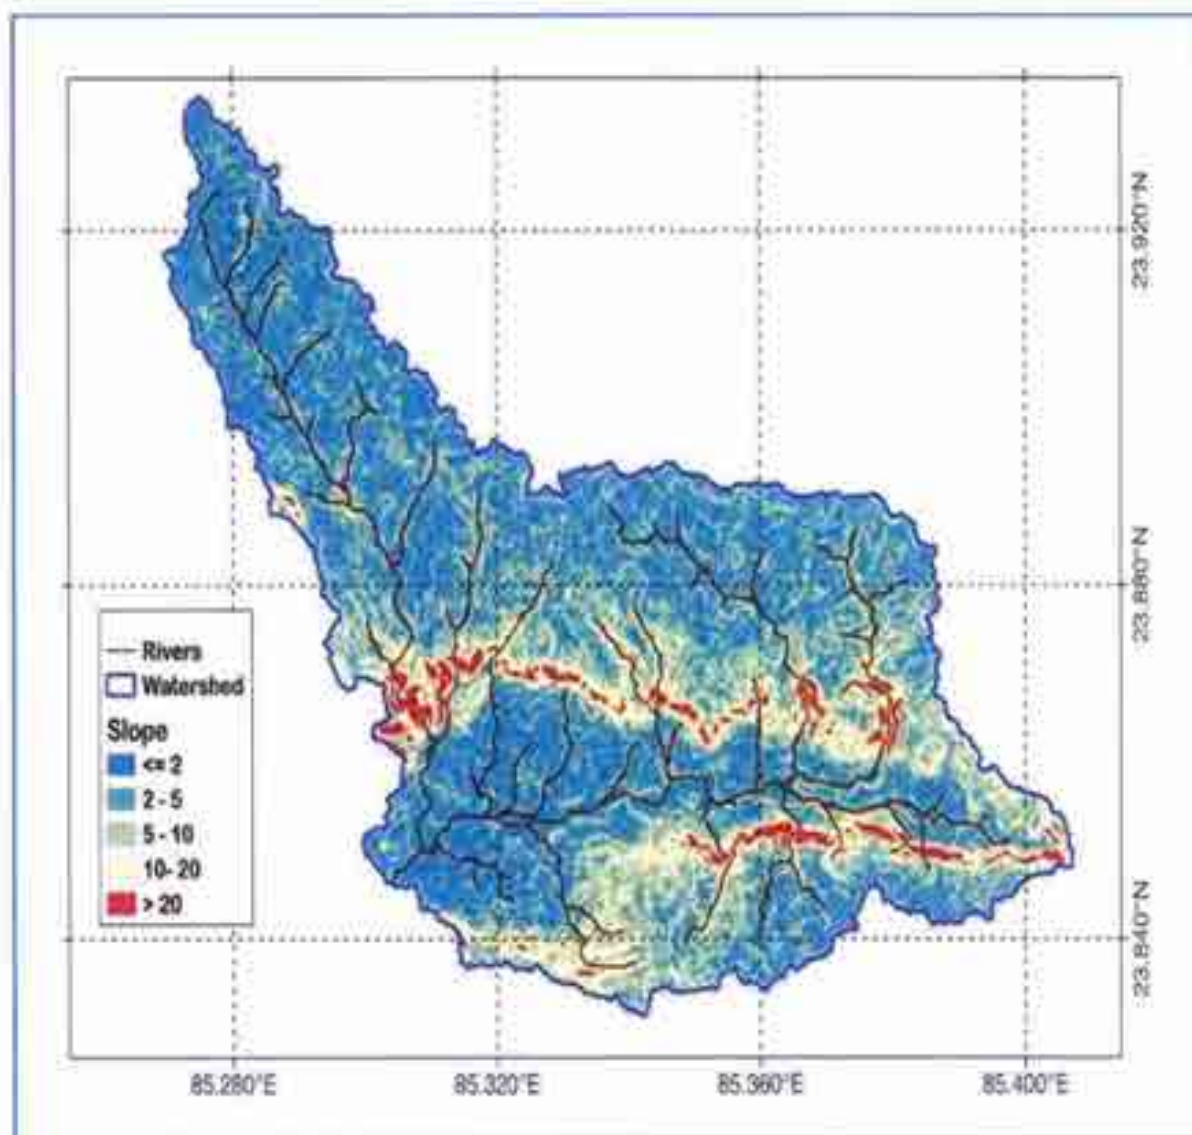 23.920°N
23.880°N
Rivers
Watershed
Slope
<= 2
2 - 5
5 - 10
10- 20
> 20
23.840°N
85.280°E
85.320°E
85.360°E
85.400°E